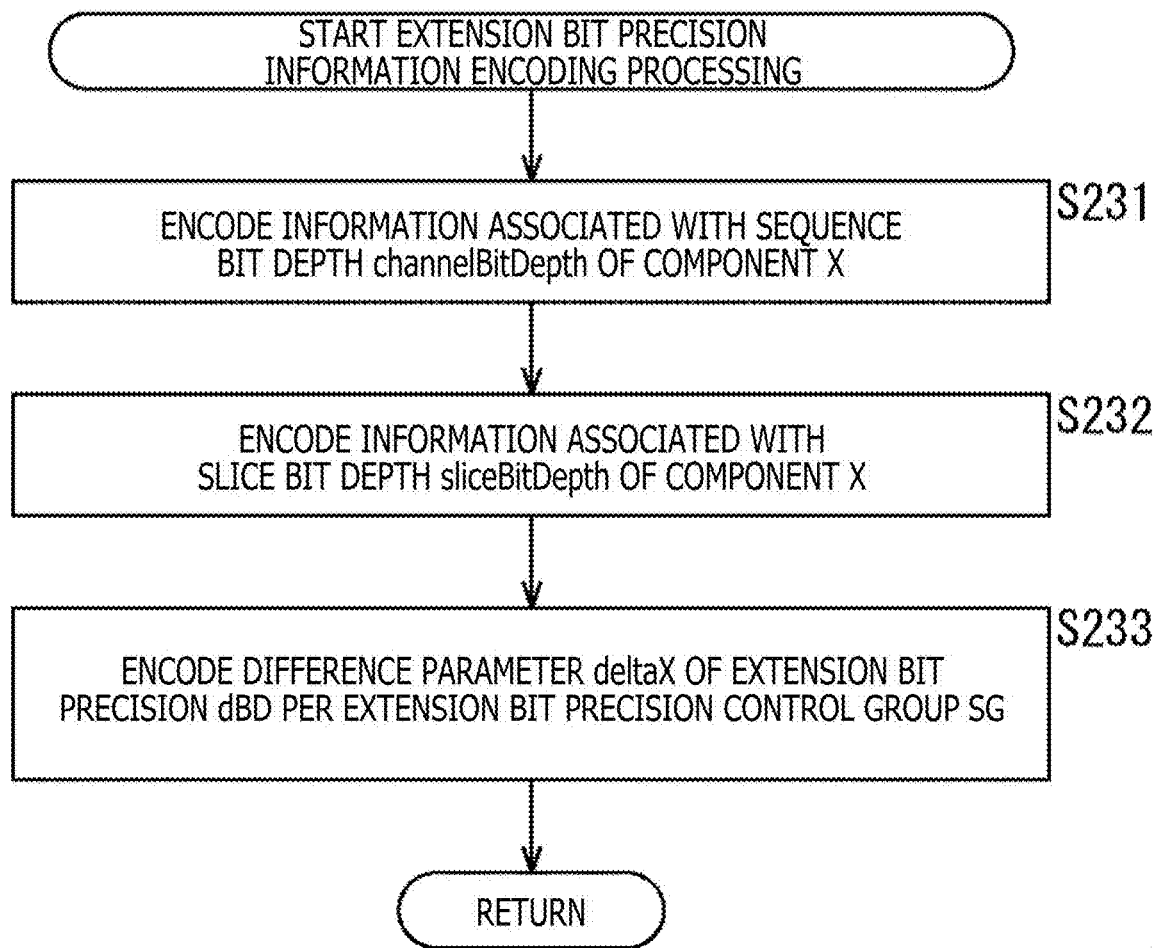 START EXTENSION BIT PRECISION
INFORMATION ENCODING PROCESSING
S231
ENCODE INFORMATION ASSOCIATED WITH SEQUENCE
BIT DEPTH channelBitDepth OF COMPONENT X
S232
ENCODE INFORMATION ASSOCIATED WITH
SLICE BIT DEPTH sliceBitDepth OF COMPONENT X
S233
ENCODE DIFFERENCE PARAMETER deltaX OF EXTENSION BIT
PRECISION dBD PER EXTENSION BIT PRECISION CONTROL GROUP SG
RETURN